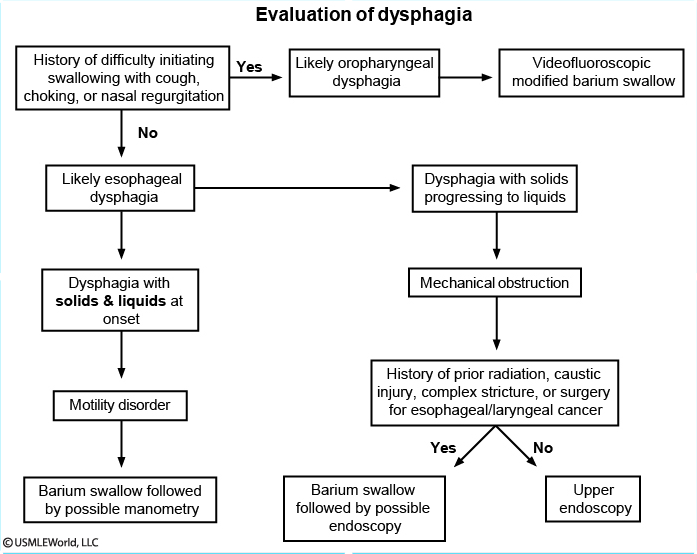 Evaluation of dysphagia
History of difficulty initiating
swallowing with cough,
choking, or nasal regurgitation
Yes
Likely oropharyngeal
dysphagia
Videofluoroscopic
modified barium swallow
No
Likely esophageal
dysphagia
Dysphagia with solids
progressing to liquids
Dysphagia with
solids & liquids at
onset
Mechanical obstruction
Motility disorder
History of prior radiation, caustic
injury, complex stricture, or surgery
for esophageal/laryngeal cancer
Yes
No
Barium swallow followed
by possible manometry
Barium swallow
followed by possible
endoscopy
Upper
endoscopy
© USMLEWorld, LLC